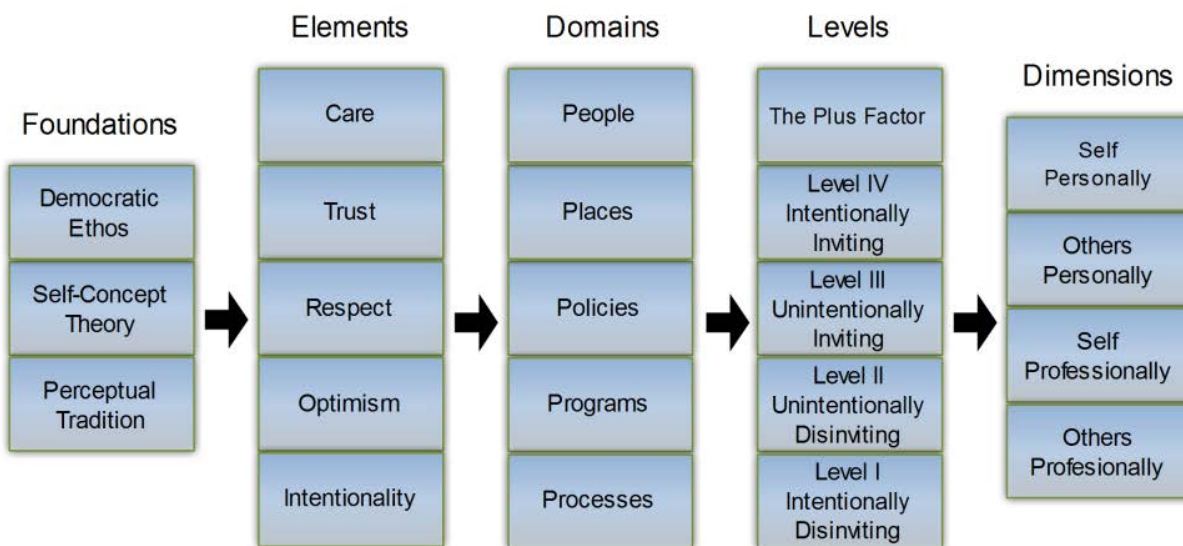 Foundations
Democratic
Ethos
Self-Concept
Theory
Perceptual
Tradition
Elements
Care
Trust
Respect
Optimism
Intentionality
Domains
People
Places
Policies
Programs
Processes
Levels
The Plus Factor
Level IV
Intentionally
Inviting
Level III
Unintentionally
Inviting
Level II
Unintentionally
Disinviting
Level I
Intentionally
Disinviting
Dimensions
Self
Personally
Others
Personally
Self
Professionally
Others
Profesionally